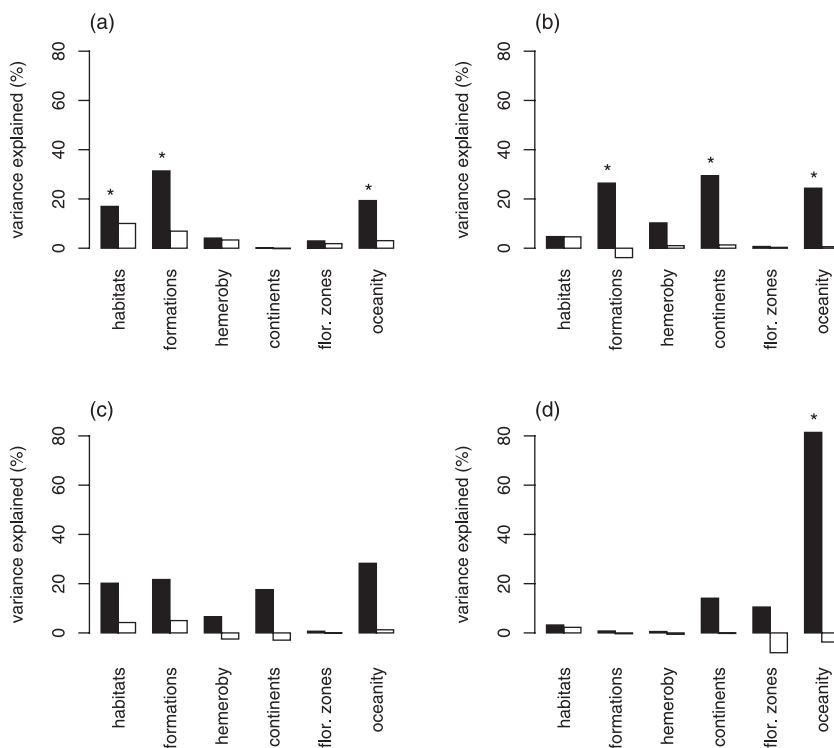 (a)
variance explained (%)
80
60
40
20
0
*
*
*
habitats
formations
hemeroby
continents
flor. zones
oceanity
(b)
variance explained (%)
80
60
40
20
0
*
*
*
habitats
formations
hemeroby
continents
flor. zones
oceanity
(c)
variance explained (%)
80
60
40
20
0
habitats
formations
hemeroby
continents
flor. zones
oceanity
(d)
variance explained (%)
80
60
40
20
0
*
habitats
formations
hemeroby
continents
flor. zones
oceanity